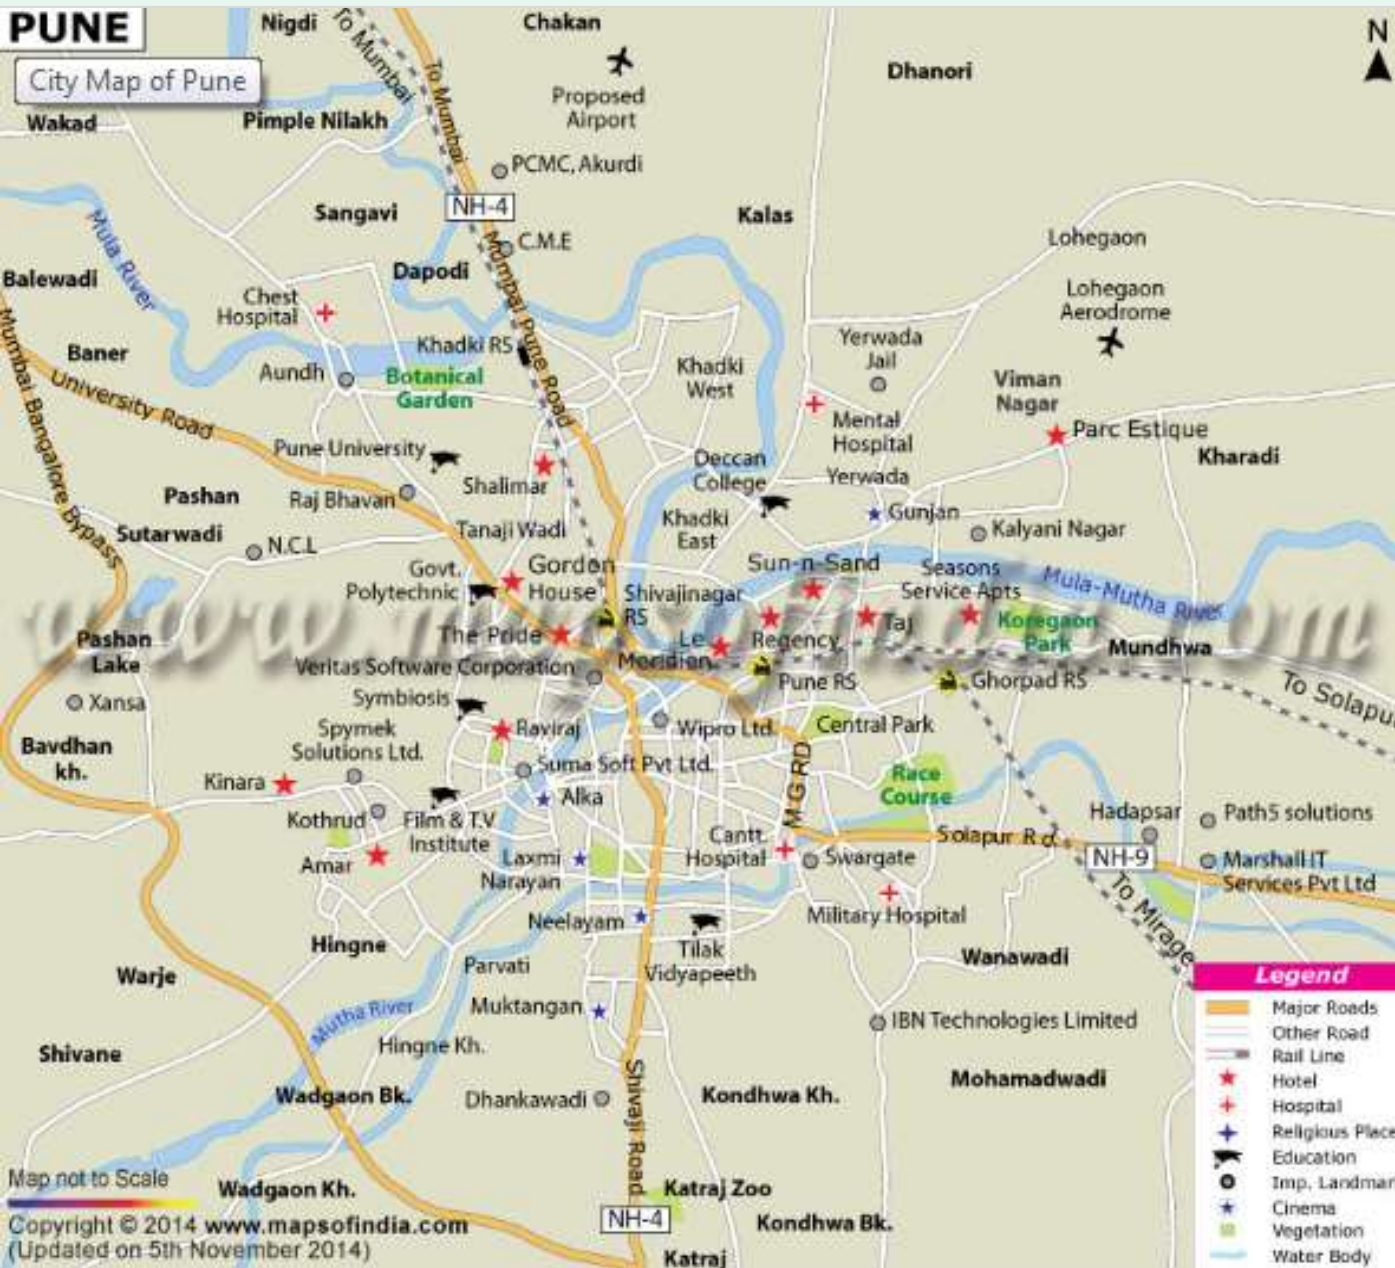 PUNE
City Map of Pune
Nigdi
To Mumbai
To Mumbai
Chakan
Proposed
Airport
Dhanori
N
Wakad
Pimple Nilakh
PCMC, Akurdi
Sangavi
NH-4
Kalas
C.M.E
Lohegaon
Mula River
Balewadi
Dapodi
Mumbai Pune Road
Chest
Hospital
Lohegaon
Aerodrome
Mumbai Bangalore Bypass
Baner
Khadki RS
Yerwada
Jail
Aundh
Botanical
Garden
Khadki
West
Viman
Nagar
University Road
Mental
Hospital
Parc Estique
Pune University
Shalimar
Deccan
College
Yerwada
Kharadi
Pashan
Raj Bhavan
Sutarwadi
Tanaji Wadi
Khadki
East
Gunjan
Kalyani Nagar
N.C.L
Govt.
Polytechnic
Gordon
House
Shivajinagar
RS
Sun-n-Sand
Seasons
Service Apts
Mula-Mutha River
www.mapsofindia.com
Pashan
Lake
The Pride
Le
Meridien
Regency
Taj
Koregaon
Park
Mundhwa
Veritas Software Corporation
Pune RS
Ghorpad RS
To Solapur
Xansa
Symbiosis
Raviraj
Wipro Ltd.
Central Park
Bavdhan
kh.
Spymek
Solutions Ltd.
Suma Soft Pvt Ltd.
M G RD
Race
Course
Kinara
Alka
Kothrud
Film & T.V
Institute
Cantt.
Hospital
Solapur Rd
Hadapsar
Path5 solutions
Amar
Laxmi
Narayan
Swargate
NH-9
Marshall IT
Services Pvt Ltd
Neelayam
Military Hospital
To Mirage
Hingne
Tilak
Vidyapeeth
Wanawadi
Warje
Parvati
Muktangan
Mutha River
IBN Technologies Limited
Shivane
Hingne Kh.
Wadgaon Bk.
Dhankawadi
Shivaji Road
Kondhwa Kh.
Mohamadwadi
Wadgaon Kh.
Katraj Zoo
NH-4
Kondhwa Bk.
Katraj
Legend
Major Roads
Other Road
Rail Line
Hotel
Hospital
Religious Place
Education
Imp. Landmar
Cinema
Vegetation
Water Body
Map not to Scale
Copyright © 2014 www.mapsofindia.com
(Updated on 5th November 2014)